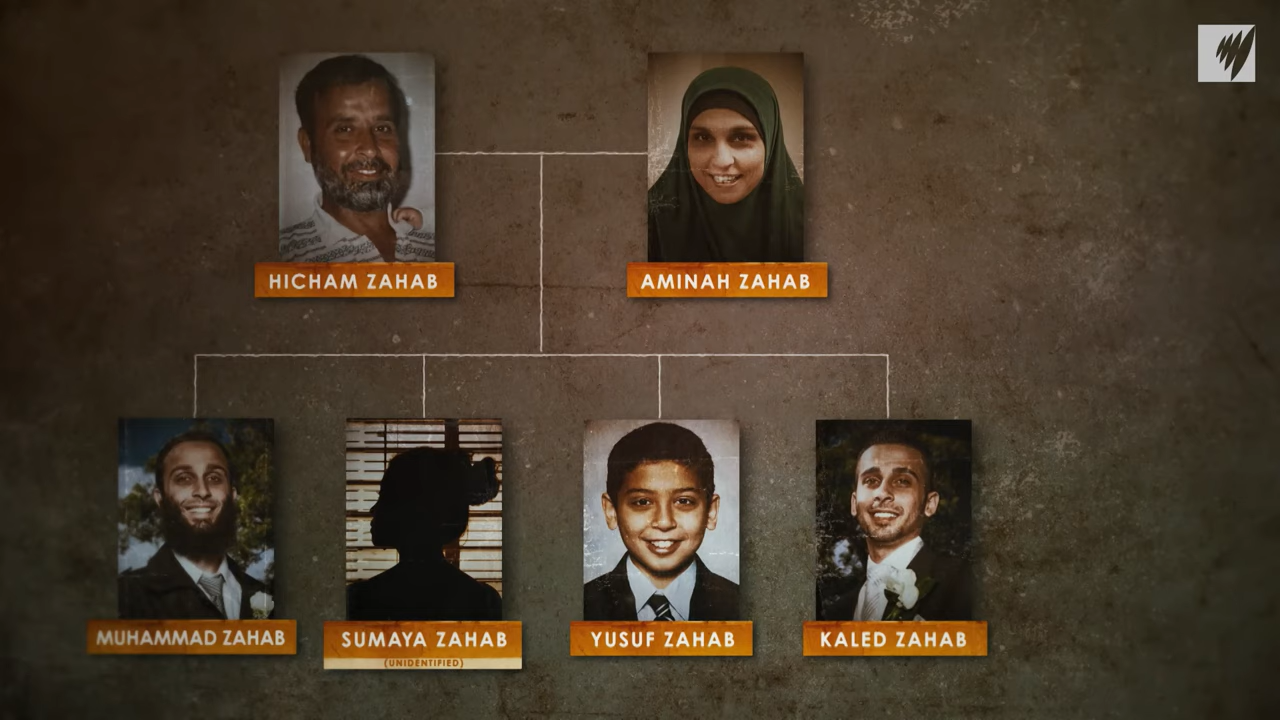 HICHAM ZAHAB
AMINAH ZAHAB
MUHAMMAD ZAHAB
SUMAYA ZAHAB
(UNIDENTIFIED)
YUSUF ZAHAB
KALED ZAHAB